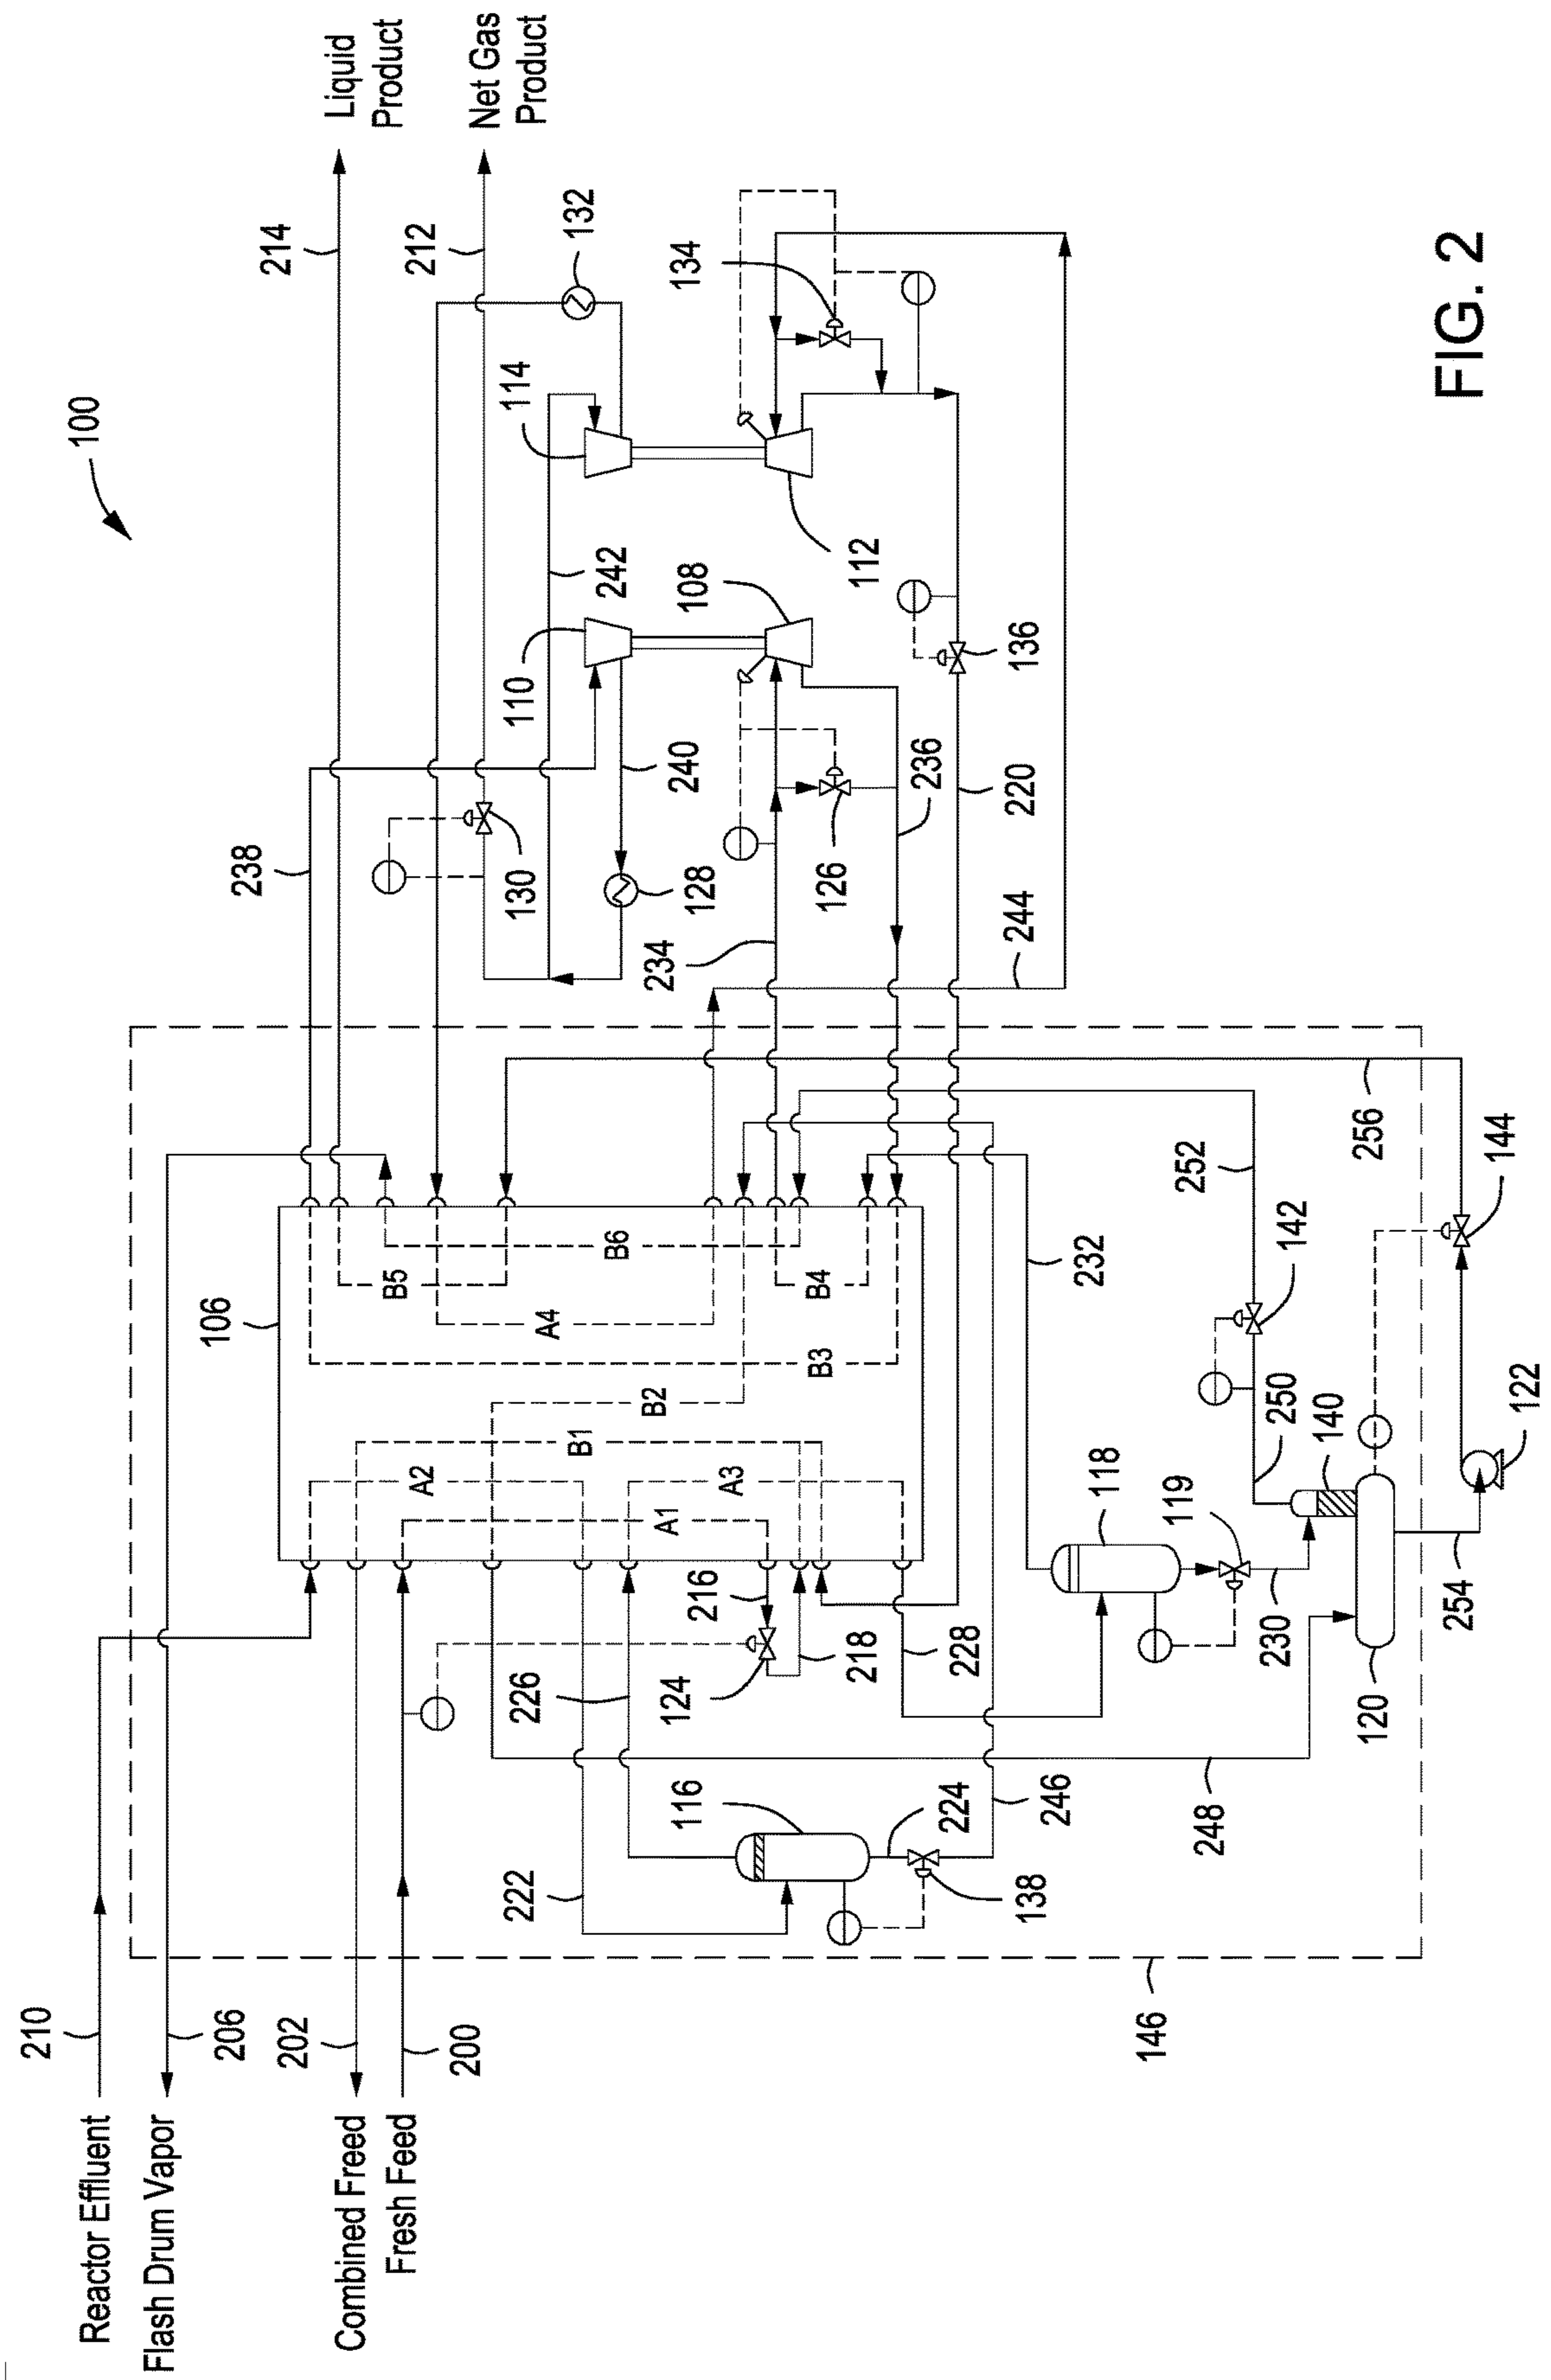 100
210
Reactor Effluent
206
Flash Drum Vapor
202
Combined Freed
200
Fresh Feed
106
238
214
Liquid
Product
212
Net Gas
Product
A2
B5
B6
A4
B1
B2
A1
A3
B3
B4
222
226
116
224
138
246
216
124
218
228
248
146
118
119
230
120
254
140
250
142
252
232
256
144
122
130
128
240
110
242
114
132
234
126
236
108
112
134
244
220
136
FIG. 2